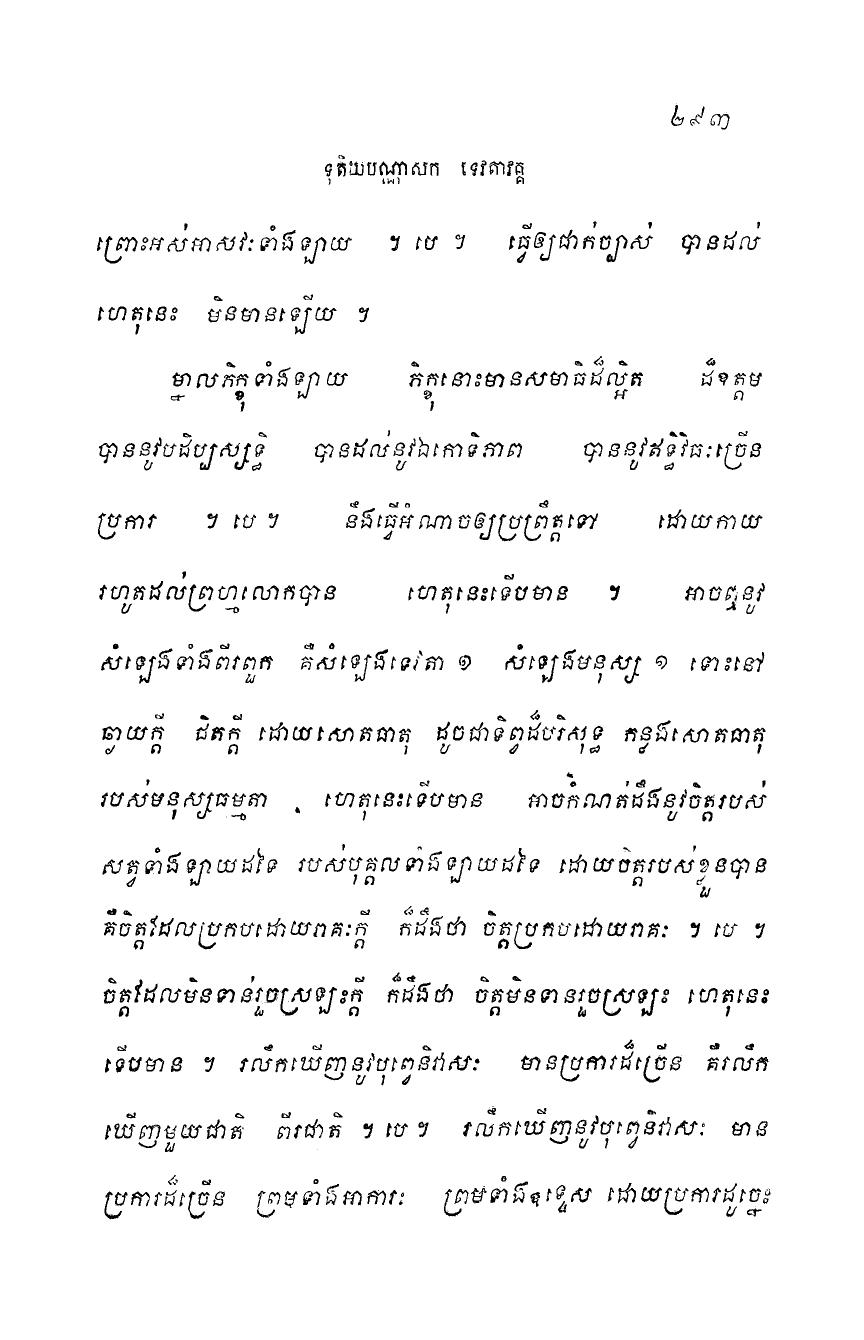 ២៩៣
ទុតិយបណ្ណាសក ទេវតាវគ្គ
ព្រោះអស់អាសវៈទាំងឡាយ ។ បេ ។ ធ្វើឲ្យជាក់ច្បាស់ បានដល់
ហេតុនេះ មិនមានឡើយ ។
ម្នាលភិក្ខុទាំងឡាយ ភិក្ខុនោះមានសមាធិដ៏ល្អិត ដ៏ឧត្តម
បាននូវបដិប្បស្សទ្ធិ បានដល់នូវឯកោទិភាព បាននូវឥទ្ធិវិធៈច្រើន
ប្រការ ។ បេ ។ នឹងធ្វើអំណាចឲ្យប្រព្រឹត្តទៅ ដោយកាយ
រហូតដល់ព្រហ្មលោកបាន ហេតុនេះទើបមាន ។ អាចឮនូវ
សំឡេងទាំងពីរពួក គឺសំឡេងទេវតា ១ សំឡេងមនុស្ស ១ ទោះនៅ
ឆ្ងាយក្តី ជិតក្តី ដោយសោតធាតុ ដូចជាទិព្វដ៏បរិសុទ្ធ កន្លងសោតធាតុ
របស់មនុស្សធម្មតា ហេតុនេះទើបមាន អាចកំណត់ដឹងនូវចិត្តរបស់
សត្វទាំងឡាយដទៃ របស់បុគ្គលទាំងឡាយដទៃ ដោយចិត្តរបស់ខ្លួនបាន
គឺចិត្តដែលប្រកបដោយរាគៈក្តី ក៏ដឹងថា ចិត្តប្រកបដោយរាគៈ ។ បេ ។
ចិត្តដែលមិនទាន់រួចស្រឡះក្តី ក៏ដឹងថា ចិត្តមិនទានរួចស្រឡះ ហេតុនេះ
ទើបមាន ។ រលឹកឃើញនូវបុព្វេនិវាសៈ មានប្រការដ៏ច្រើន គឺរលឹក
ឃើញមួយជាតិ ពីរជាតិ ។ បេ ។ រលឹកឃើញនូវបុព្វេនិវាសៈ មាន
ប្រការដ៏ច្រើន ព្រមទាំងអាការៈ ព្រមទាំងឧទ្ទេស ដោយប្រការដូច្នេះ